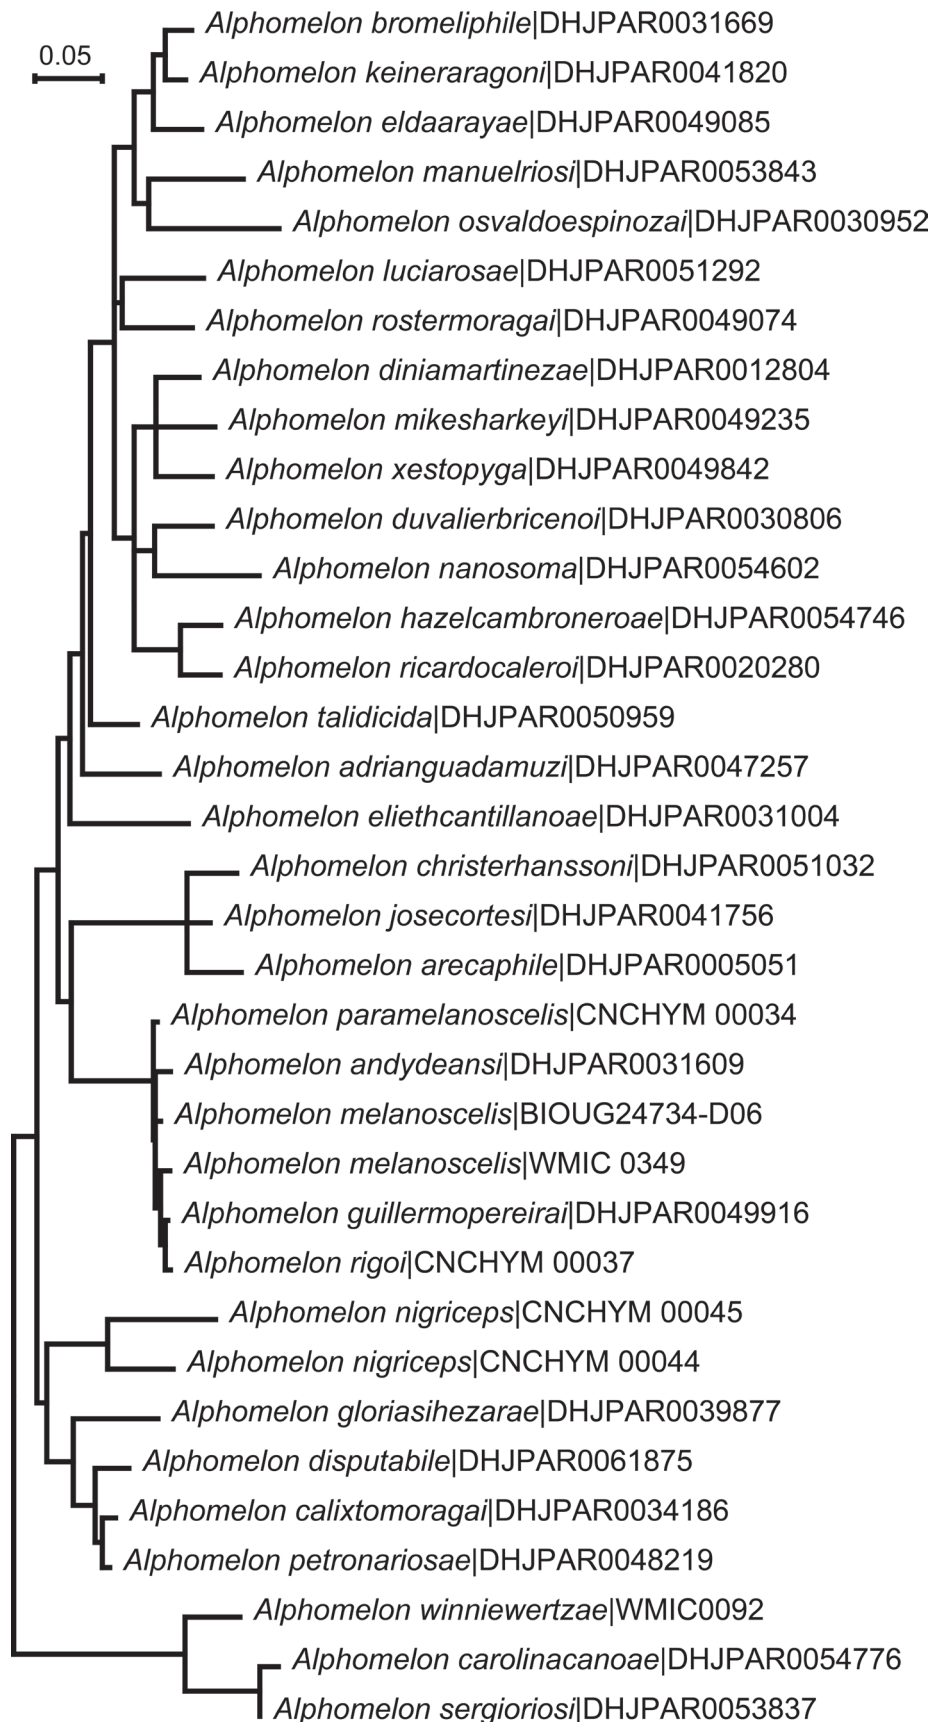 Alphomelon bromeliphile|DHJPAR0031669
0.05
Alphomelon keineraragoni|DHJPAR0041820
Alphomelon eldaarayae|DHJPAR0049085
Alphomelon manuelriosi|DHJPAR0053843
Alphomelon osvaldoespinozai|DHJPAR0030952
Alphomelon luciarosae|DHJPAR0051292
Alphomelon rostermoragai|DHJPAR0049074
Alphomelon diniamartinezae|DHJPAR0012804
Alphomelon mikesharkeyi|DHJPAR0049235
Alphomelon xestopyga|DHJPAR0049842
Alphomelon duvalierbricenoi|DHJPAR0030806
Alphomelon nanosoma|DHJPAR0054602
Alphomelon hazelcambroneroae|DHJPAR0054746
Alphomelon ricardocaleroi|DHJPAR0020280
Alphomelon talidicida|DHJPAR0050959
Alphomelon adrianguadamuzi|DHJPAR0047257
Alphomelon eliethcantillanoae|DHJPAR0031004
Alphomelon christerhanssoni|DHJPAR0051032
Alphomelon josecortesi|DHJPAR0041756
Alphomelon arecaphile|DHJPAR0005051
Alphomelon paramelanoscelis|CNCHYM 00034
Alphomelon andydeansi|DHJPAR0031609
Alphomelon melanoscelis|BIOUG24734-D06
Alphomelon melanoscelis|WMIC 0349
Alphomelon guillermopereirai|DHJPAR0049916
Alphomelon rigoi|CNCHYM 00037
Alphomelon nigriceps|CNCHYM 00045
Alphomelon nigriceps|CNCHYM 00044
Alphomelon gloriasihezarae|DHJPAR0039877
Alphomelon disputabile|DHJPAR0061875
Alphomelon calixtomoragai|DHJPAR0034186
Alphomelon petronariosae|DHJPAR0048219
Alphomelon winniewertzae|WMIC0092
Alphomelon carolinacanoae|DHJPAR0054776
Alphomelon sergioriosi|DHJPAR0053837